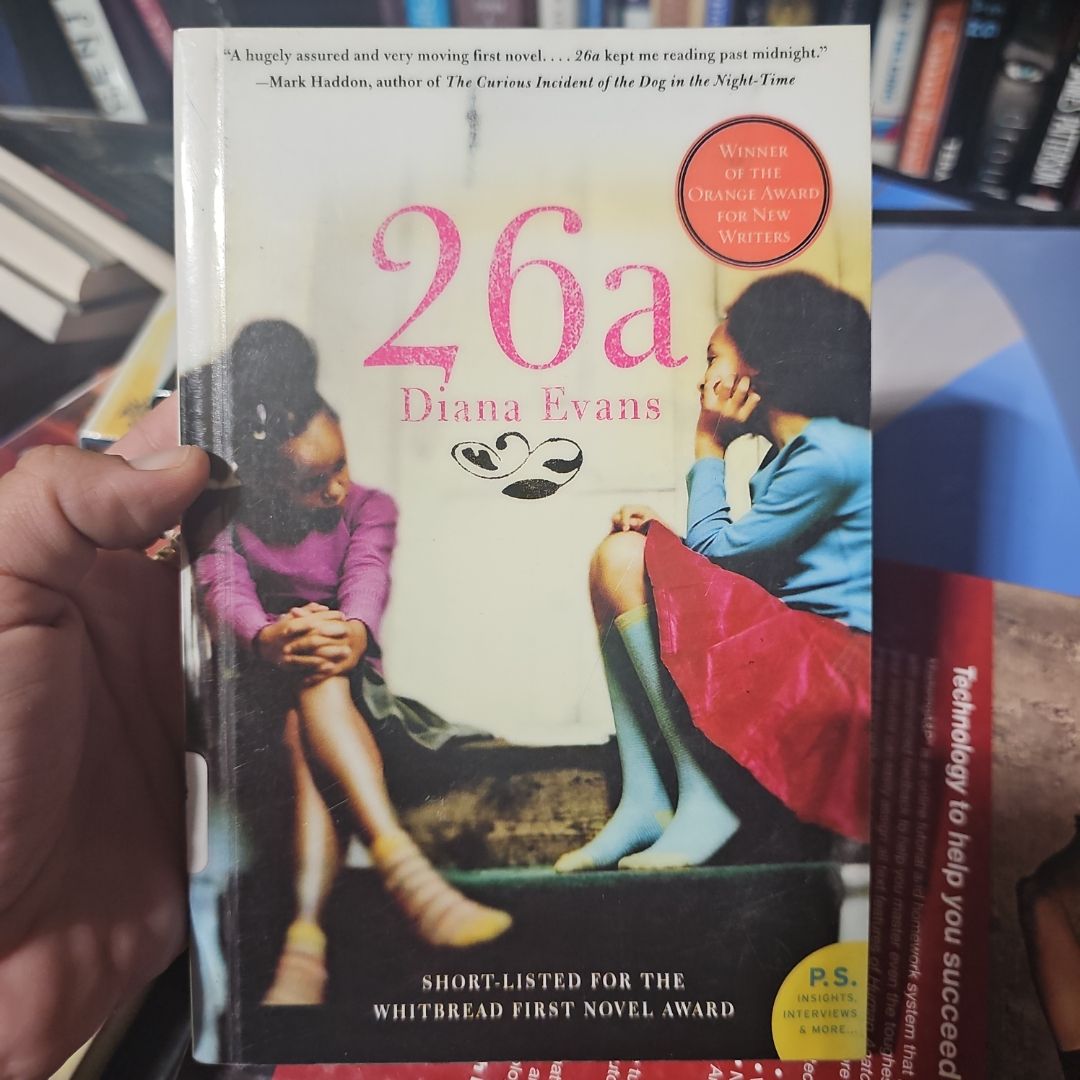 “A hugely assured and very moving first novel. . . . 26a kept me reading past midnight.”
—Mark Haddon, author of The Curious Incident of the Dog in the Night-Time
WINNER
OF THE
ORANGE AWARD
FOR NEW
WRITERS
26a
Diana Evans
SHORT-LISTED FOR THE
WHITBREAD FIRST NOVEL AWARD
P.S.
INSIGHTS,
INTERVIEWS
& MORE...
Technology to help you succeed
PATTERSON